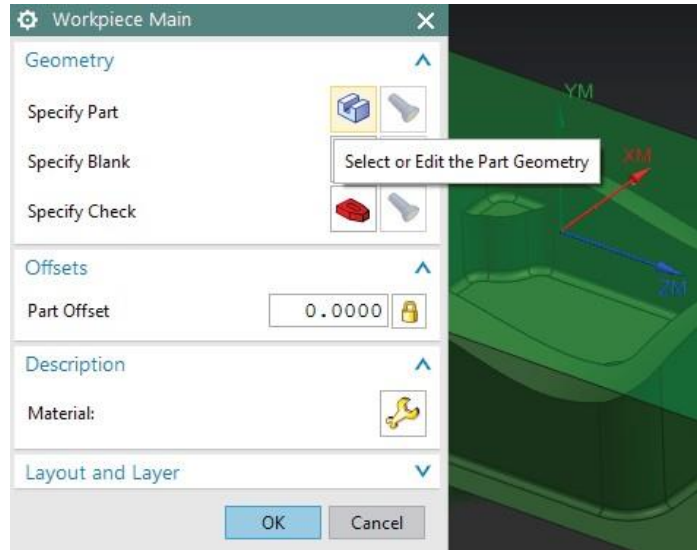 Workpiece Main
Geometry
Specify Part
Specify Blank
Select or Edit the Part Geometry
Specify Check
Offsets
Part Offset 0.0000
Description
Material:
Layout and Layer
OK Cancel
YM
XM
ZM